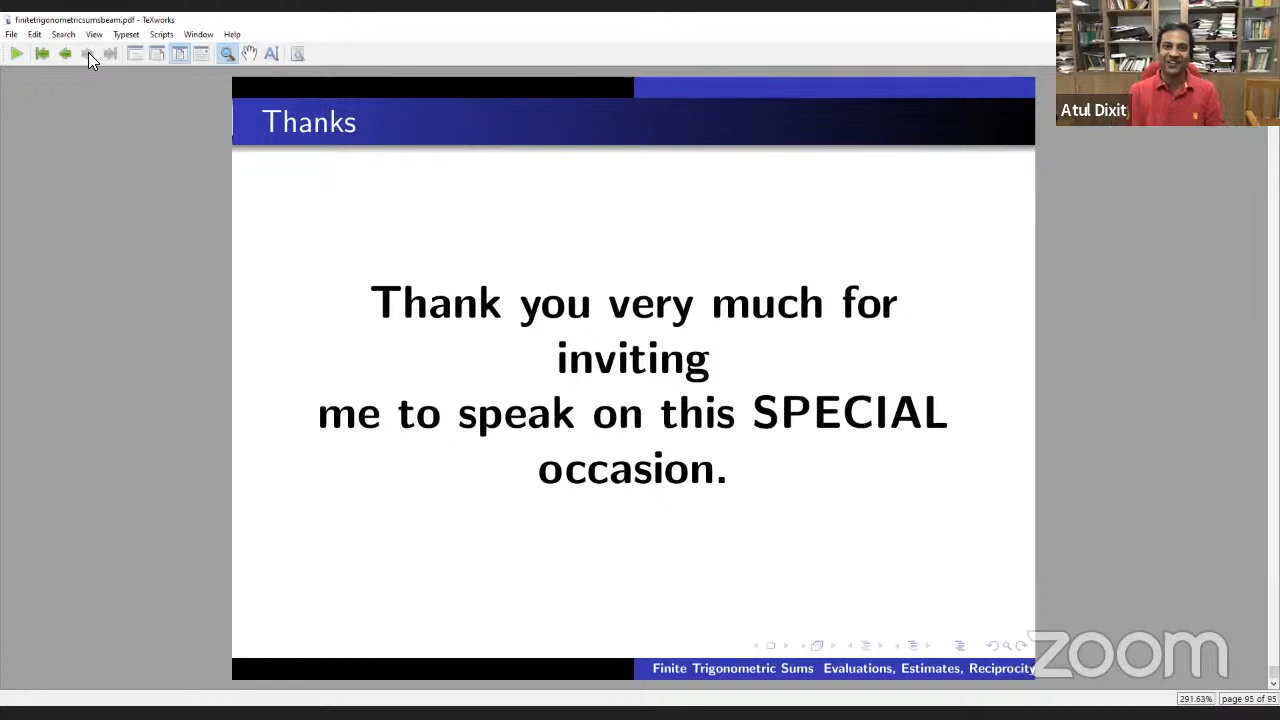 finitetrigonometricsumsbeam.pdf - TeXworks
File Edit Search View Typeset Scripts Window Help
Atul Dixit
Thanks
Thank you very much for
inviting
me to speak on this SPECIAL
occasion.
Finite Trigonometric Sums Evaluations, Estimates, Reciprocity
zoom
291.63% page 95 of 95